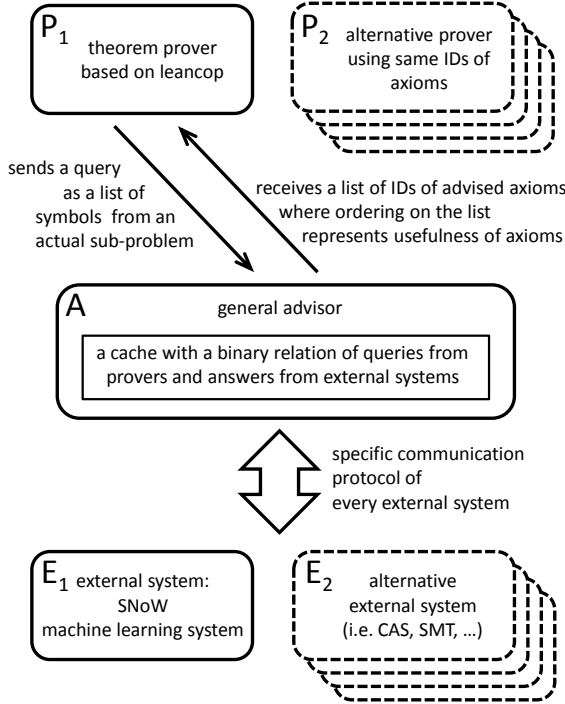 P1
theorem prover
based on leancop
P2
alternative prover
using same IDs of
axioms
sends a query
as a list of
symbols from an
actual sub-problem
receives a list of IDs of advised axioms
where ordering on the list
represents usefulness of axioms
A
general advisor
a cache with a binary relation of queries from
provers and answers from external systems
specific communication
protocol of
every external system
E1 external system:
SNoW
machine learning system
E2
alternative
external system
(i.e. CAS, SMT, ...)